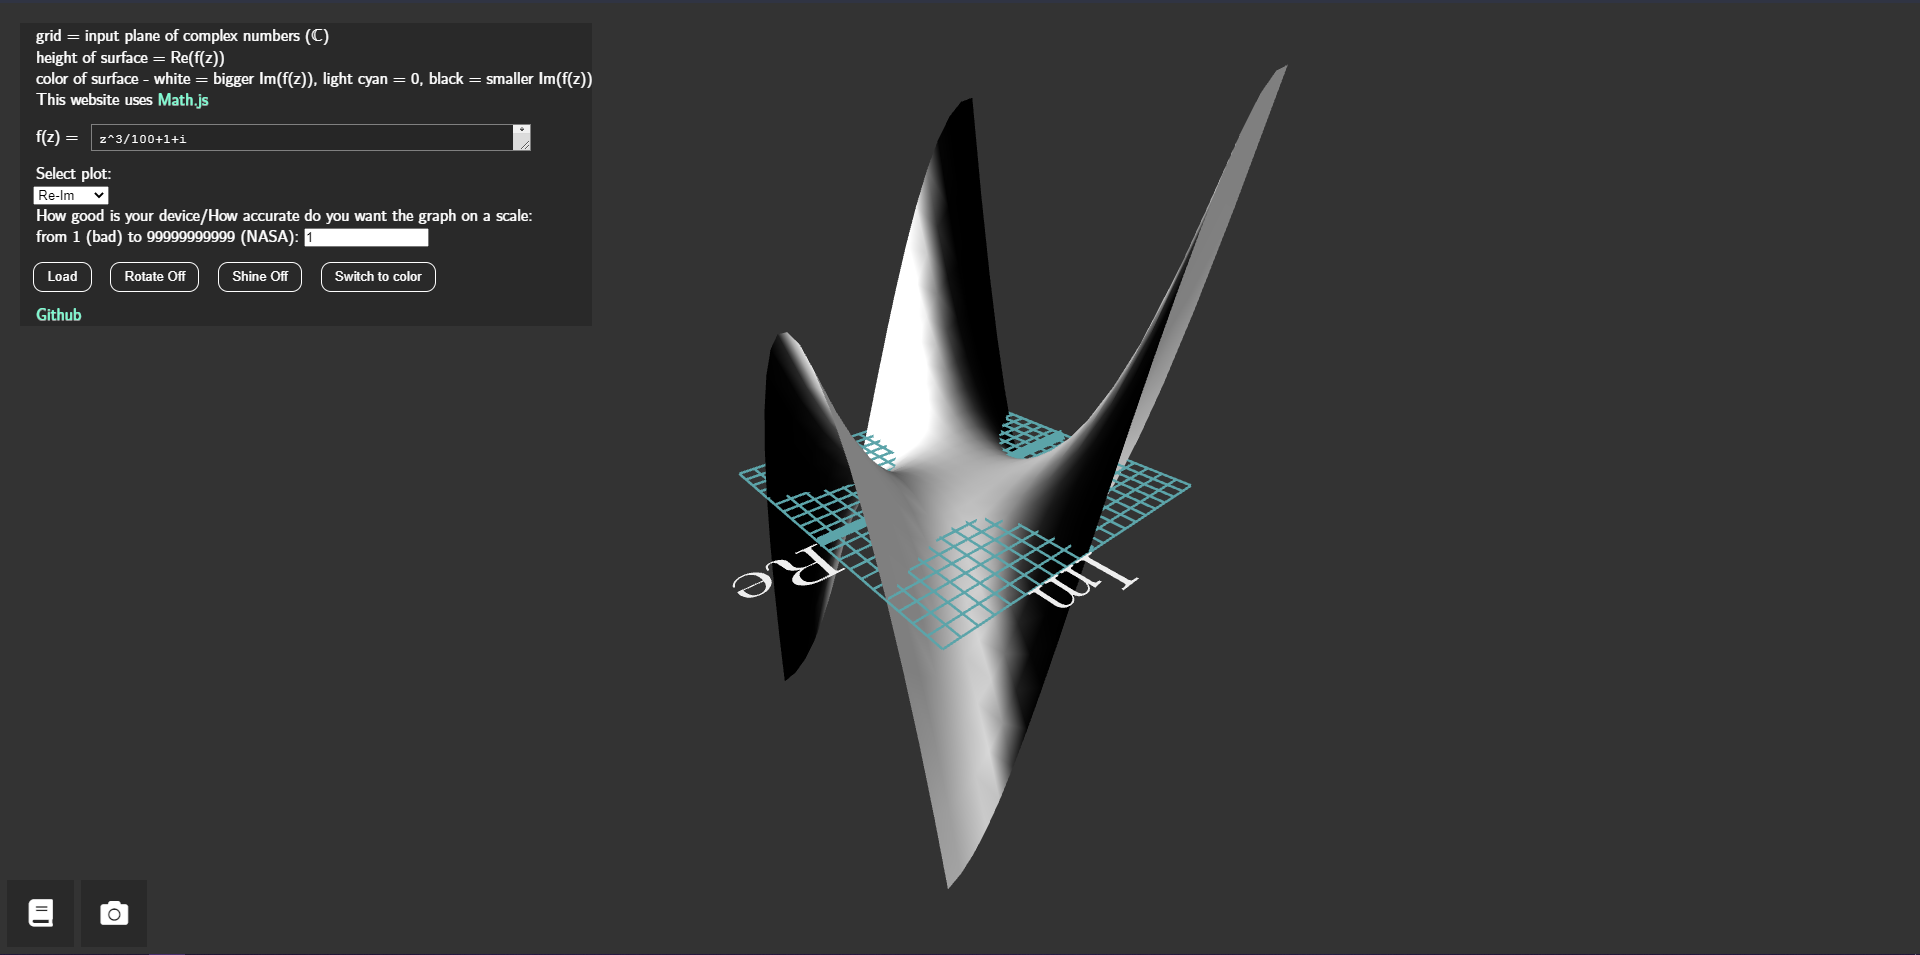 grid = input plane of complex numbers (ℂ)
height of surface = Re(f(z))
color of surface - white = bigger Im(f(z)), light cyan = 0, black = smaller Im(f(z))
This website uses Math.js
f(z) = z^3/100+1+i
Select plot:
Re-Im
How good is your device/How accurate do you want the graph on a scale:
from 1 (bad) to 99999999999 (NASA): 1
Load Rotate Off Shine Off Switch to color
Github
Re
Im